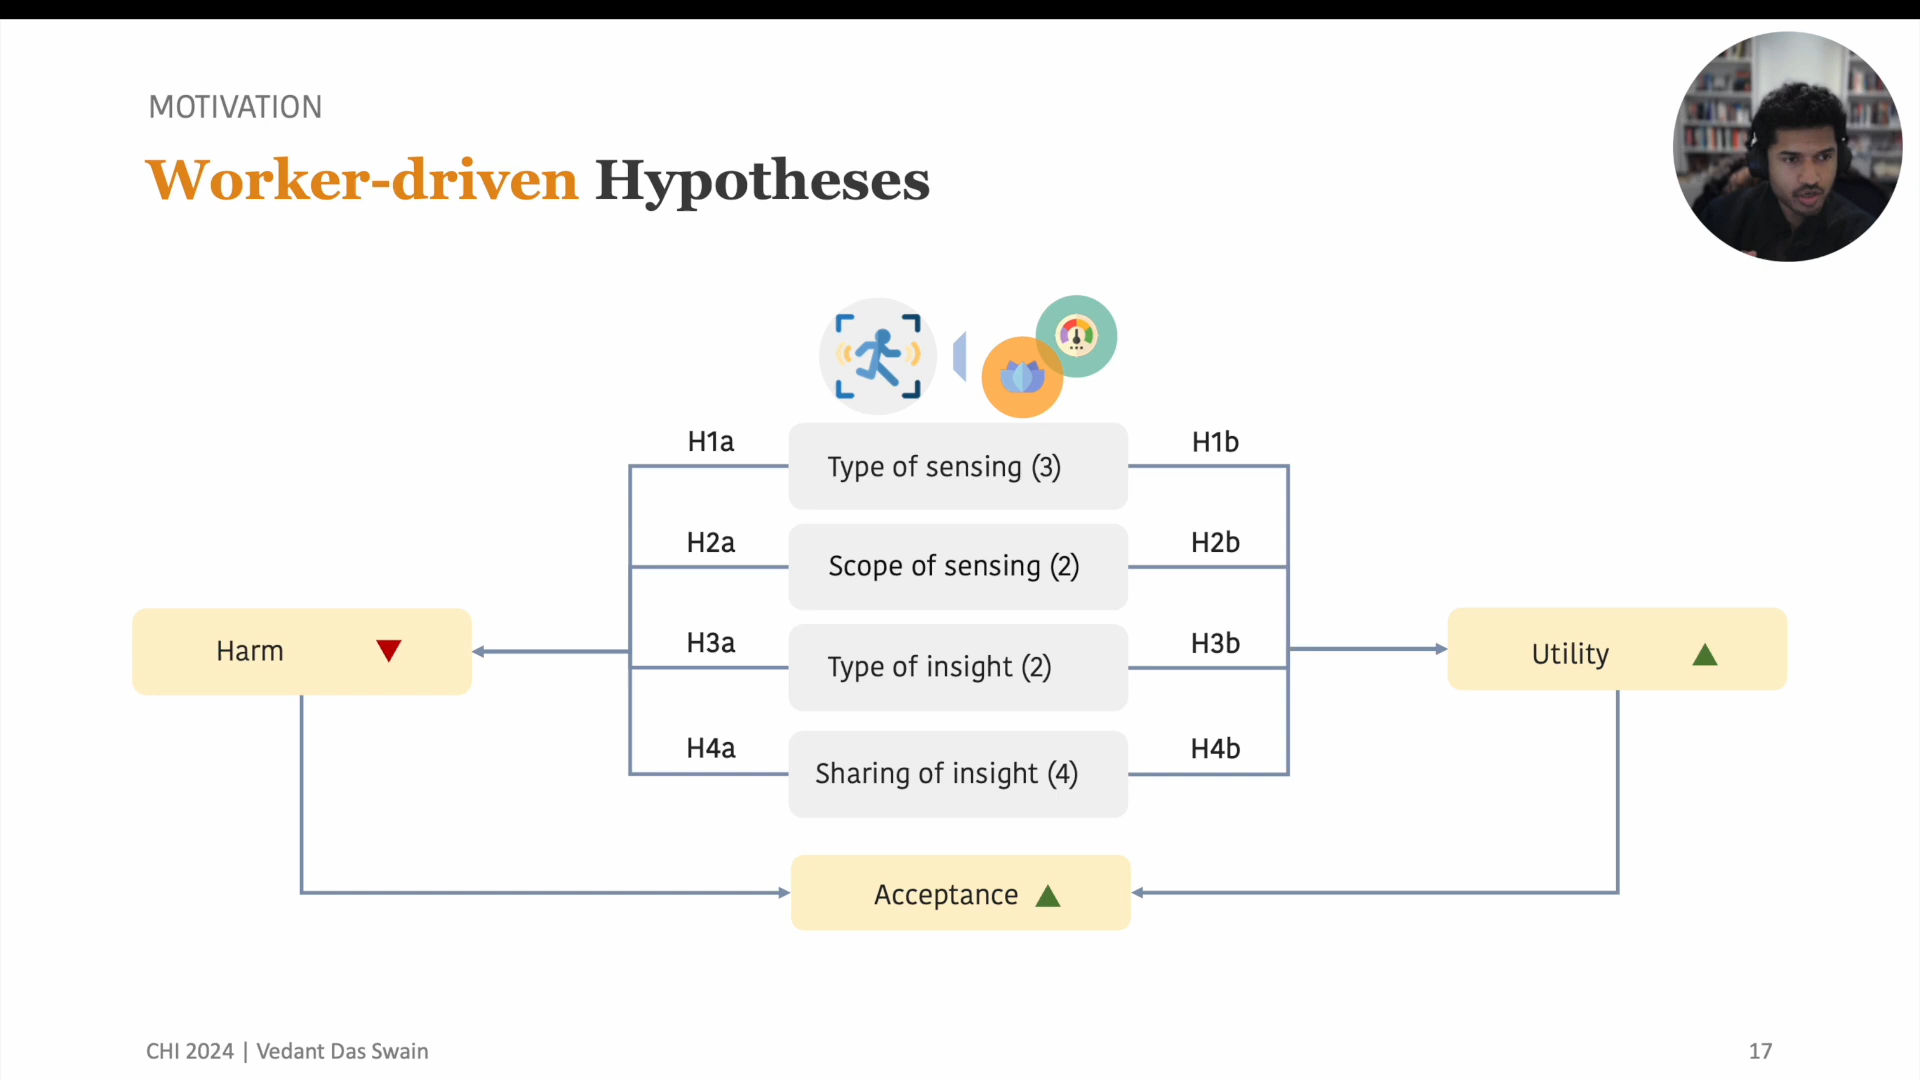 MOTIVATION
Worker-driven Hypotheses
H1a
Type of sensing (3)
H1b
H2a
Scope of sensing (2)
H2b
H3a
Type of insight (2)
H3b
Harm
Utility
H4a
Sharing of insight (4)
H4b
Acceptance
CHI 2024 | Vedant Das Swain
17